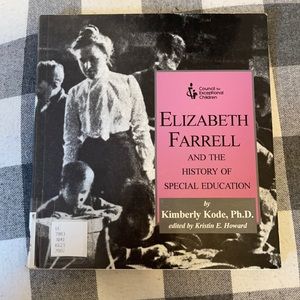 Council for
Exceptional
Children
ELIZABETH
FARRELL
AND THE
HISTORY OF
SPECIAL EDUCATION
by
Kimberly Kode, Ph.D.
edited by Kristin E. Howard